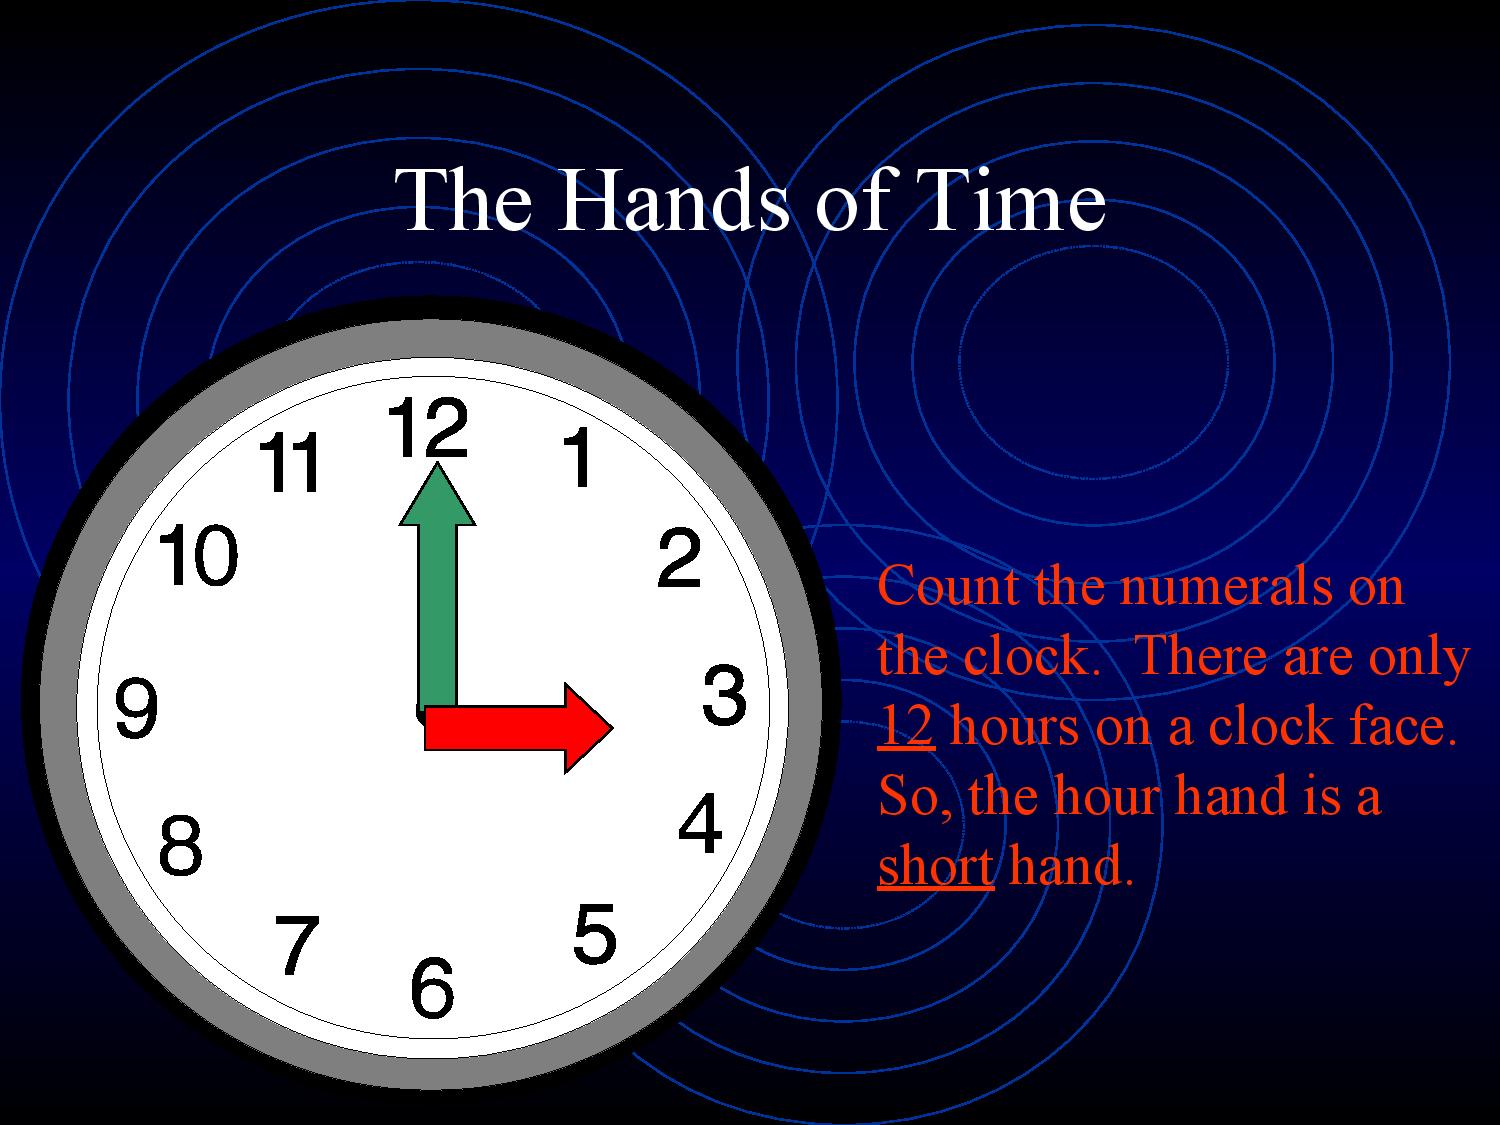 The Hands of Time
12
11
1
10
2
9
3
8
4
7
5
6
Count the numerals on
the clock.  There are only
12 hours on a clock face.
So, the hour hand is a
short hand.